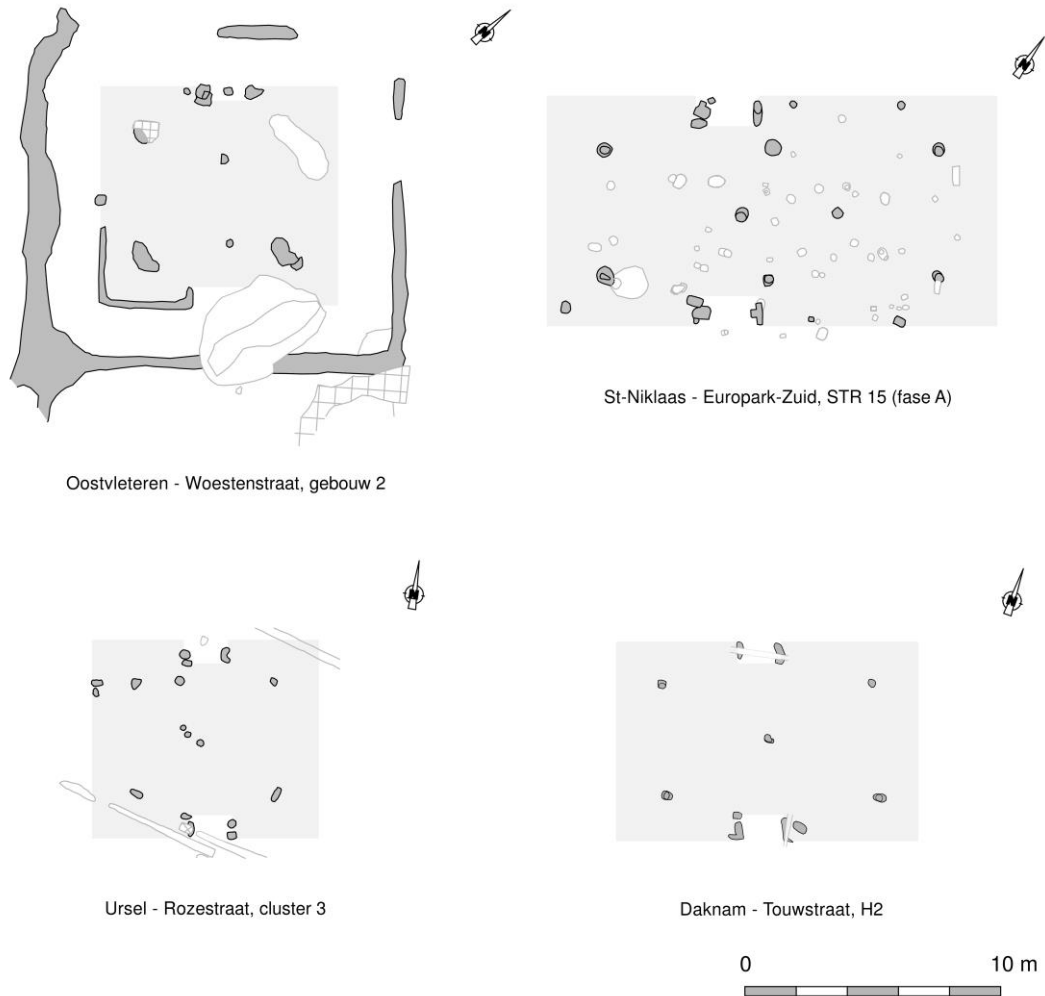 N
N
Oostvleteren - Woestenstraat, gebouw 2
St-Niklaas - Europark-Zuid, STR 15 (fase A)
N
N
Ursel - Rozestraat, cluster 3
Daknam - Touwstraat, H2
0 10 m